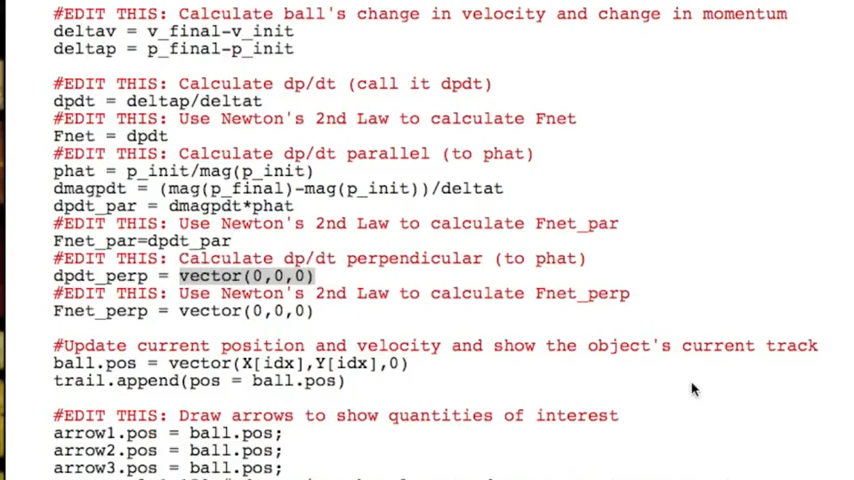 #EDIT THIS: Calculate ball's change in velocity and change in momentum
deltav = v_final-v_init
deltap = p_final-p_init
#EDIT THIS: Calculate dp/dt (call it dpdt)
dpdt = deltap/deltat
#EDIT THIS: Use Newton's 2nd Law to calculate Fnet
Fnet = dpdt
#EDIT THIS: Calculate dp/dt parallel (to phat)
phat = p_init/mag(p_init)
dmagpdt = (mag(p_final)-mag(p_init))/deltat
dpdt_par = dmagpdt*phat
#EDIT THIS: Use Newton's 2nd Law to calculate Fnet_par
Fnet_par=dpdt_par
#EDIT THIS: Calculate dp/dt perpendicular (to phat)
dpdt_perp = vector(0,0,0)
#EDIT THIS: Use Newton's 2nd Law to calculate Fnet_perp
Fnet_perp = vector(0,0,0)
#Update current position and velocity and show the object's current track
ball.pos = vector(X[idx],Y[idx],0)
trail.append(pos = ball.pos)
#EDIT THIS: Draw arrows to show quantities of interest
arrow1.pos = ball.pos;
arrow2.pos = ball.pos;
arrow3.pos = ball.pos;